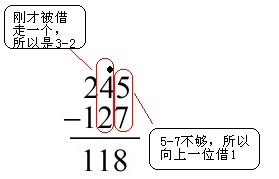 刚才被借
走一个，
所以是3-2
245
-127
118
5-7不够，所以
向上一位借1